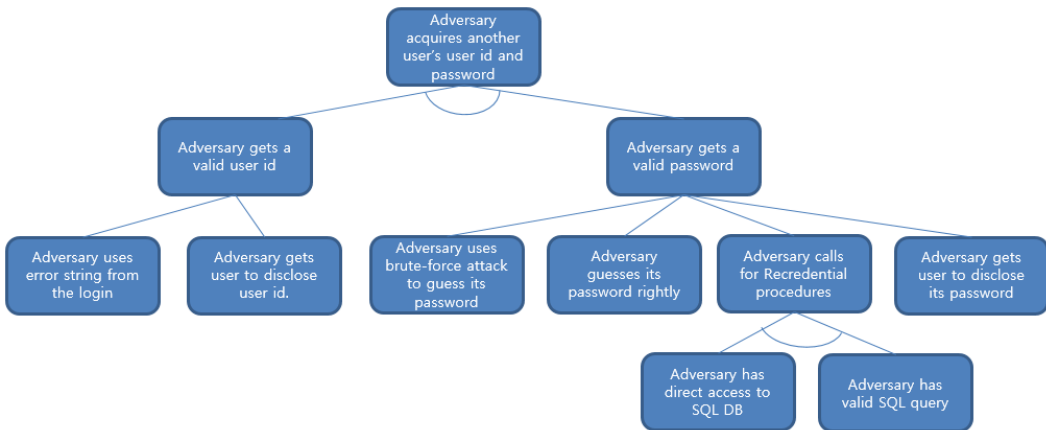 Adversary
acquires another
user's user id and
password
Adversary gets a
valid user id
Adversary gets a
valid password
Adversary uses
error string from
the login
Adversary gets
user to disclose
user id.
Adversary uses
brute-force attack
to guess its
password
Adversary
guesses its
password rightly
Adversary calls
for Recredential
procedures
Adversary gets
user to disclose
its password
Adversary has
direct access to
SQL DB
Adversary has
valid SQL query